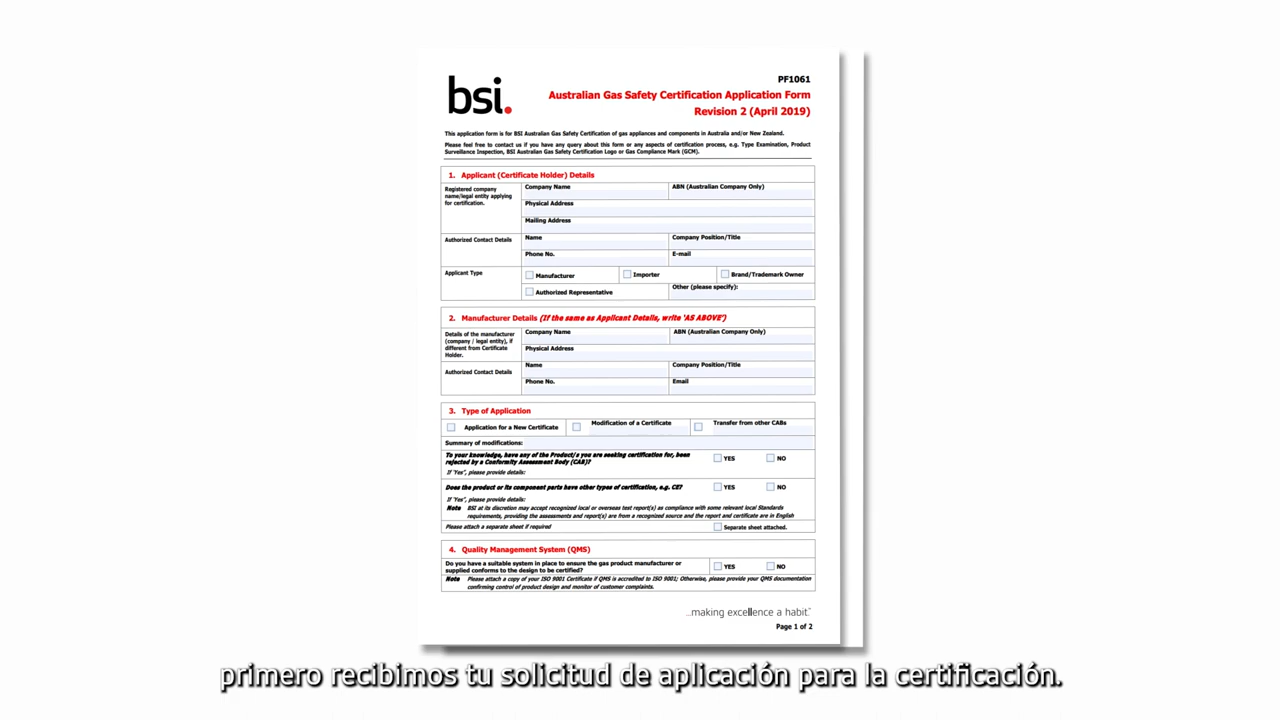 bsi.
PF1061
Australian Gas Safety Certification Application Form
Revision 2 (April 2019)
This application form is for BSI Australian Gas Safety Certification of gas appliances and components in Australia and/or New Zealand.
Please feel free to contact us if you have any query about this form or any aspects of certification process, e.g. Type Examination, Product
Surveillance Inspection, BSI Australian Gas Safety Certification Logo or Gas Compliance Mark (GCM).
1. Applicant (Certificate Holder) Details
Registered company
name/legal entity applying
for certification.
Company Name
ABN (Australian Company Only)
Physical Address
Mailing Address
Authorized Contact Details
Name
Company Position/Title
Phone No.
E-mail
Applicant Type
Manufacturer
Importer
Brand/Trademark Owner
Authorized Representative
Other (please specify):
2. Manufacturer Details (If the same as Applicant Details, write 'AS ABOVE')
Details of the manufacturer
(company / legal entity), if
different from Certificate
Holder.
Company Name
ABN (Australian Company Only)
Physical Address
Authorized Contact Details
Name
Company Position/Title
Phone No.
Email
3. Type of Application
Application for a New Certificate
Modification of a Certificate
Transfer from other CABs
Summary of modifications:
To your knowledge, have any of the Product/s you are seeking certification for, been
rejected by a Conformity Assessment Body (CAB)?
YES
NO
If "Yes", please provide details:
Does the product or its component parts have other types of certification, e.g. CE?
YES
NO
If "Yes", please provide details:
Note BSI at its discretion may accept recognized local or overseas test report(s) as compliance with some relevant local Standards
requirements, providing the assessments and report(s) are from a recognized source and the report and certificate are in English
Please attach a separate sheet if required
Separate sheet attached.
4. Quality Management System (QMS)
Do you have a suitable system in place to ensure the gas product manufacturer or
supplied conforms to the design to be certified?
YES
NO
Note Please attach a copy of your ISO 9001 Certificate if QMS is accredited to ISO 9001; Otherwise, please provide your QMS documentation
confirming control of product design and monitor of customer complaints.
...making excellence a habit.™
Page 1 of 2
primero recibimos tu solicitud de aplicación para la certificación.